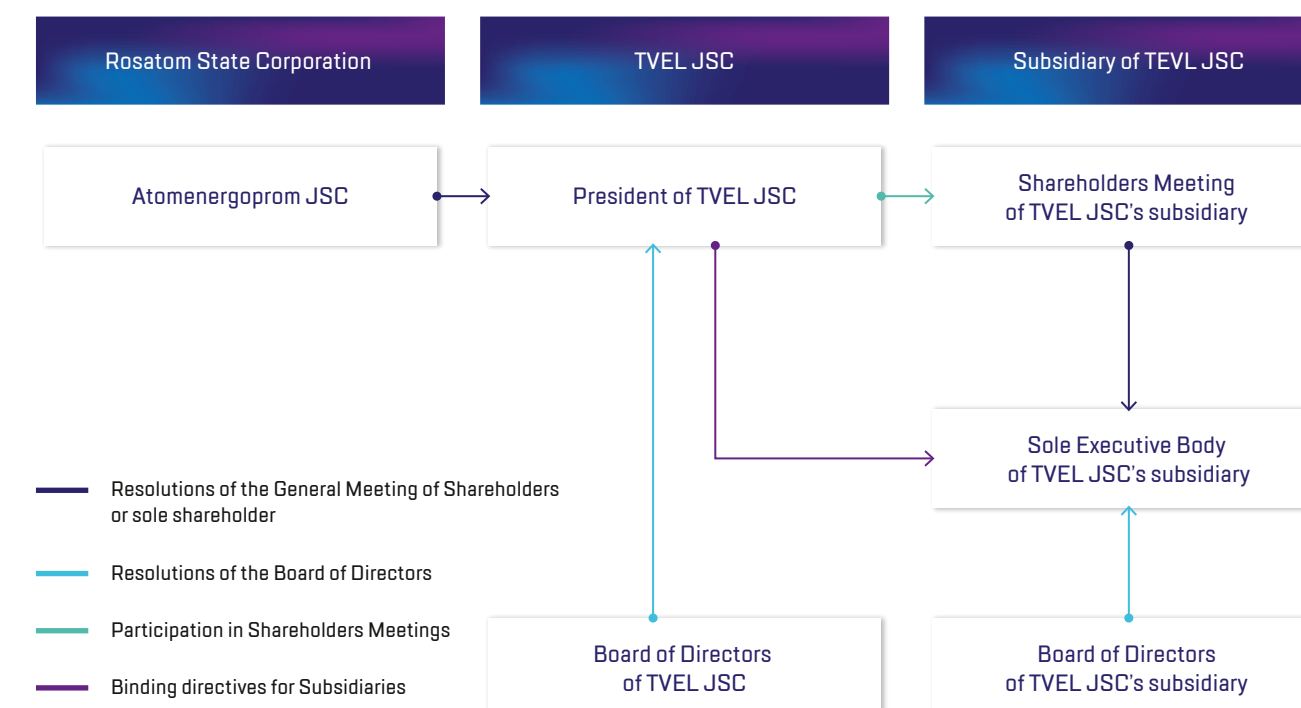 Rosatom State Corporation
TVEL JSC
Subsidiary of TEVL JSC
Atomenergoprom JSC
President of TVEL JSC
Shareholders Meeting
of TVEL JSC's subsidiary
Sole Executive Body
of TVEL JSC's subsidiary
Resolutions of the General Meeting of Shareholders
or sole shareholder
Resolutions of the Board of Directors
Participation in Shareholders Meetings
Binding directives for Subsidiaries
Board of Directors
of TVEL JSC
Board of Directors
of TVEL JSC's subsidiary